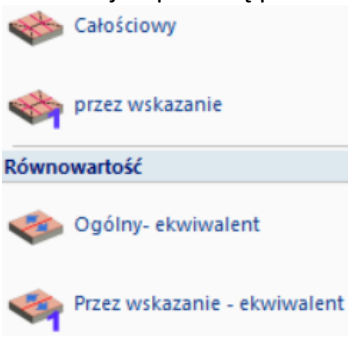 Całościowy
przez wskazanie
Równowartość
Ogólny- ekwiwalent
Przez wskazanie - ekwiwalent